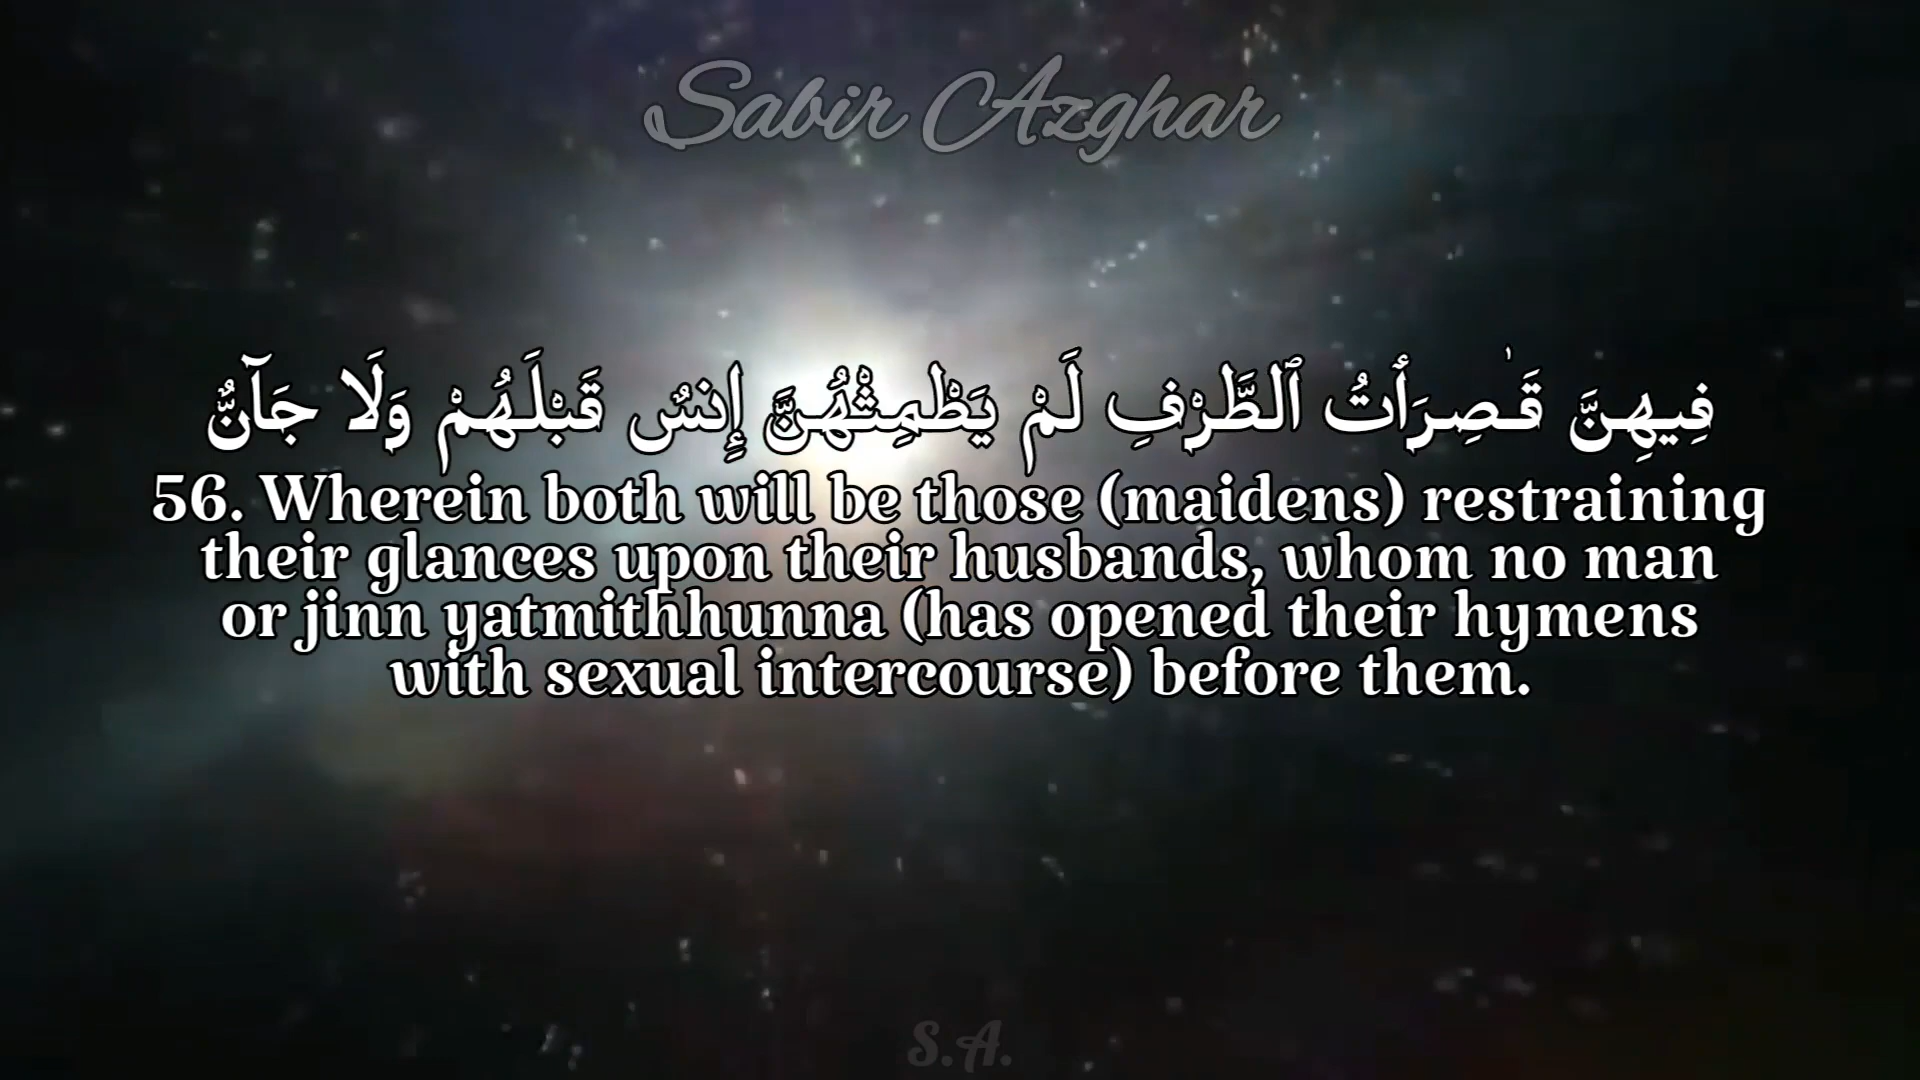 Sabir Azghar
فِيهِنَّ قَـٰصِرَٰتُ ٱلطَّرْفِ لَمْ يَطْمِثْهُنَّ إِنسٌ قَبْلَهُمْ وَلَا جَآنٌّ
56. Wherein both will be those (maidens) restraining
their glances upon their husbands, whom no man
or jinn yatmithhunna (has opened their hymens
with sexual intercourse) before them.
S.A.